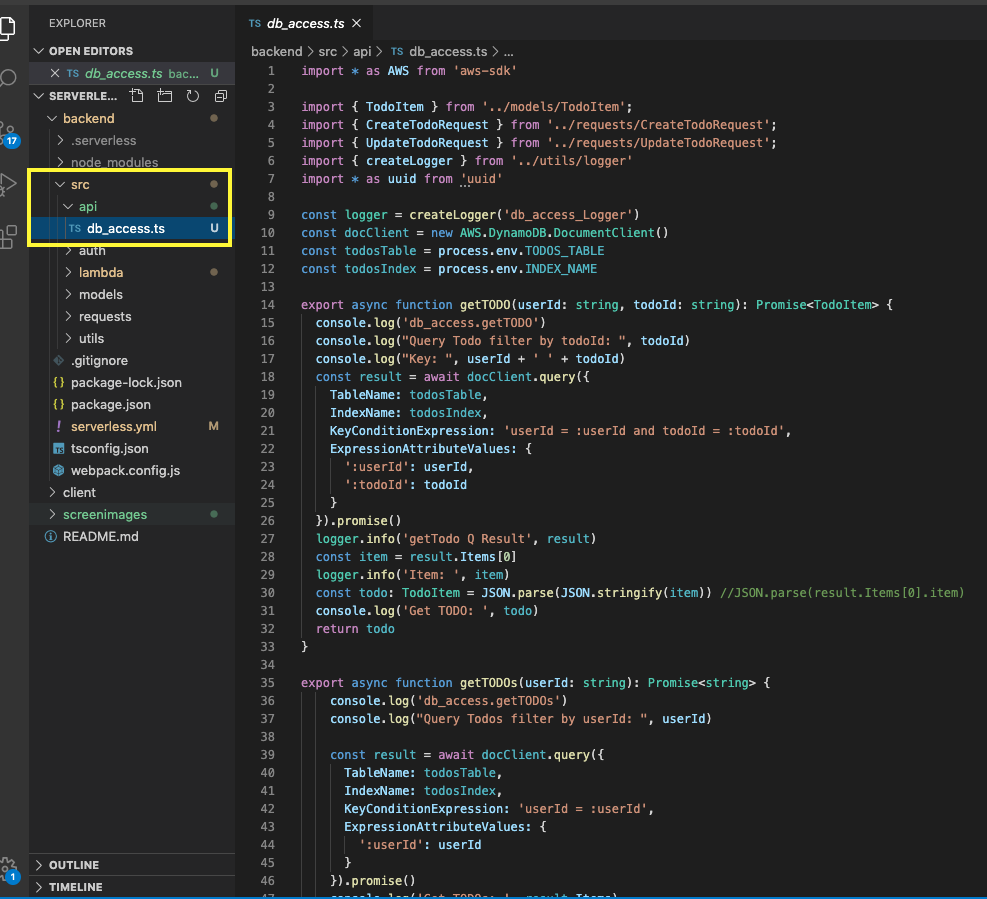 EXPLORER
OPEN EDITORS
TS db_access.ts bac... U
SERVERLE...
backend
.serverless
node_modules
src
api
TS db_access.ts U
auth
lambda
models
requests
utils
.gitignore
{} package-lock.json
{} package.json
! serverless.yml M
TS tsconfig.json
webpack.config.js
client
screenimages
README.md
OUTLINE
TIMELINE
17
1
TS db_access.ts
backend > src > api > TS db_access.ts > ...
1 import * as AWS from 'aws-sdk'
2
3 import { TodoItem } from '../models/TodoItem';
4 import { CreateTodoRequest } from '../requests/CreateTodoRequest';
5 import { UpdateTodoRequest } from '../requests/UpdateTodoRequest';
6 import { createLogger } from '../utils/logger'
7 import * as uuid from 'uuid'
8
9 const logger = createLogger('db_access_Logger')
10 const docClient = new AWS.DynamoDB.DocumentClient()
11 const todosTable = process.env.TODOS_TABLE
12 const todosIndex = process.env.INDEX_NAME
13
14 export async function getTODO(userId: string, todoId: string): Promise<TodoItem> {
15 console.log('db_access.getTODO')
16 console.log("Query Todo filter by todoId: ", todoId)
17 console.log("Key: ", userId + ' ' + todoId)
18 const result = await docClient.query({
19 TableName: todosTable,
20 IndexName: todosIndex,
21 KeyConditionExpression: 'userId = :userId and todoId = :todoId',
22 ExpressionAttributeValues: {
23 ':userId': userId,
24 ':todoId': todoId
25 }
26 }).promise()
27 logger.info('getTodo Q Result', result)
28 const item = result.Items[0]
29 logger.info('Item: ', item)
30 const todo: TodoItem = JSON.parse(JSON.stringify(item)) //JSON.parse(result.Items[0].item)
31 console.log('Get TODO: ', todo)
32 return todo
33 }
34
35 export async function getTODOs(userId: string): Promise<string> {
36 console.log('db_access.getTODOs')
37 console.log("Query Todos filter by userId: ", userId)
38
39 const result = await docClient.query({
40 TableName: todosTable,
41 IndexName: todosIndex,
42 KeyConditionExpression: 'userId = :userId',
43 ExpressionAttributeValues: {
44 ':userId': userId
45 }
46 }).promise()
47 console.log('Get TODOs: ', result.Items)